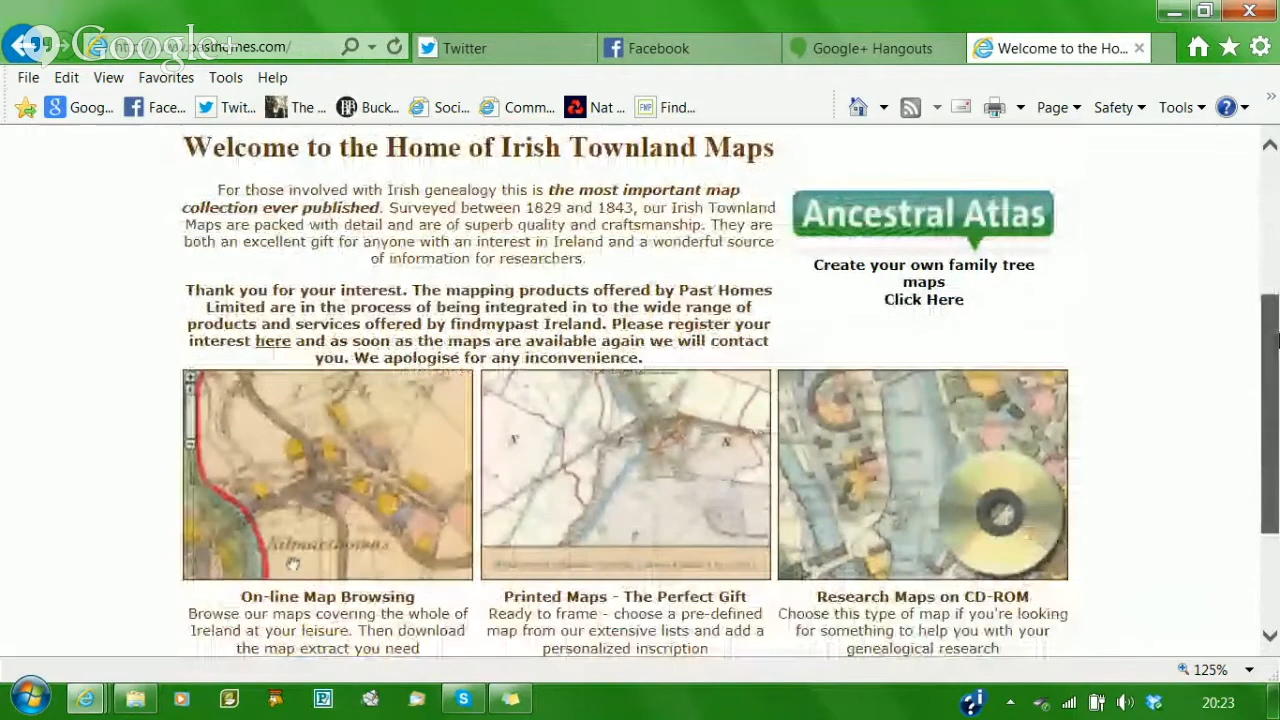 Google+
pasthomes.com/
Twitter
Facebook
Google+ Hangouts
Welcome to the Ho...
File Edit View Favorites Tools Help
Goog...
Face...
Twit...
The ...
Buck...
Soci...
Comm...
Nat ...
Find...
Page
Safety
Tools
Welcome to the Home of Irish Townland Maps
For those involved with Irish genealogy this is the most important map
collection ever published. Surveyed between 1829 and 1843, our Irish Townland
Maps are packed with detail and are of superb quality and craftsmanship. They are
both an excellent gift for anyone with an interest in Ireland and a wonderful source
of information for researchers.
Thank you for your interest. The mapping products offered by Past Homes
Limited are in the process of being integrated in to the wide range of
products and services offered by findmypast Ireland. Please register your
interest here and as soon as the maps are available again we will contact
you. We apologise for any inconvenience.
Ancestral Atlas
Create your own family tree
maps
Click Here
On-line Map Browsing
Browse our maps covering the whole of
Ireland at your leisure. Then download
the map extract you need
Printed Maps - The Perfect Gift
Ready to frame - choose a pre-defined
map from our extensive lists and add a
personalized inscription
Research Maps on CD-ROM
Choose this type of map if you're looking
for something to help you with your
genealogical research
125%
20:23